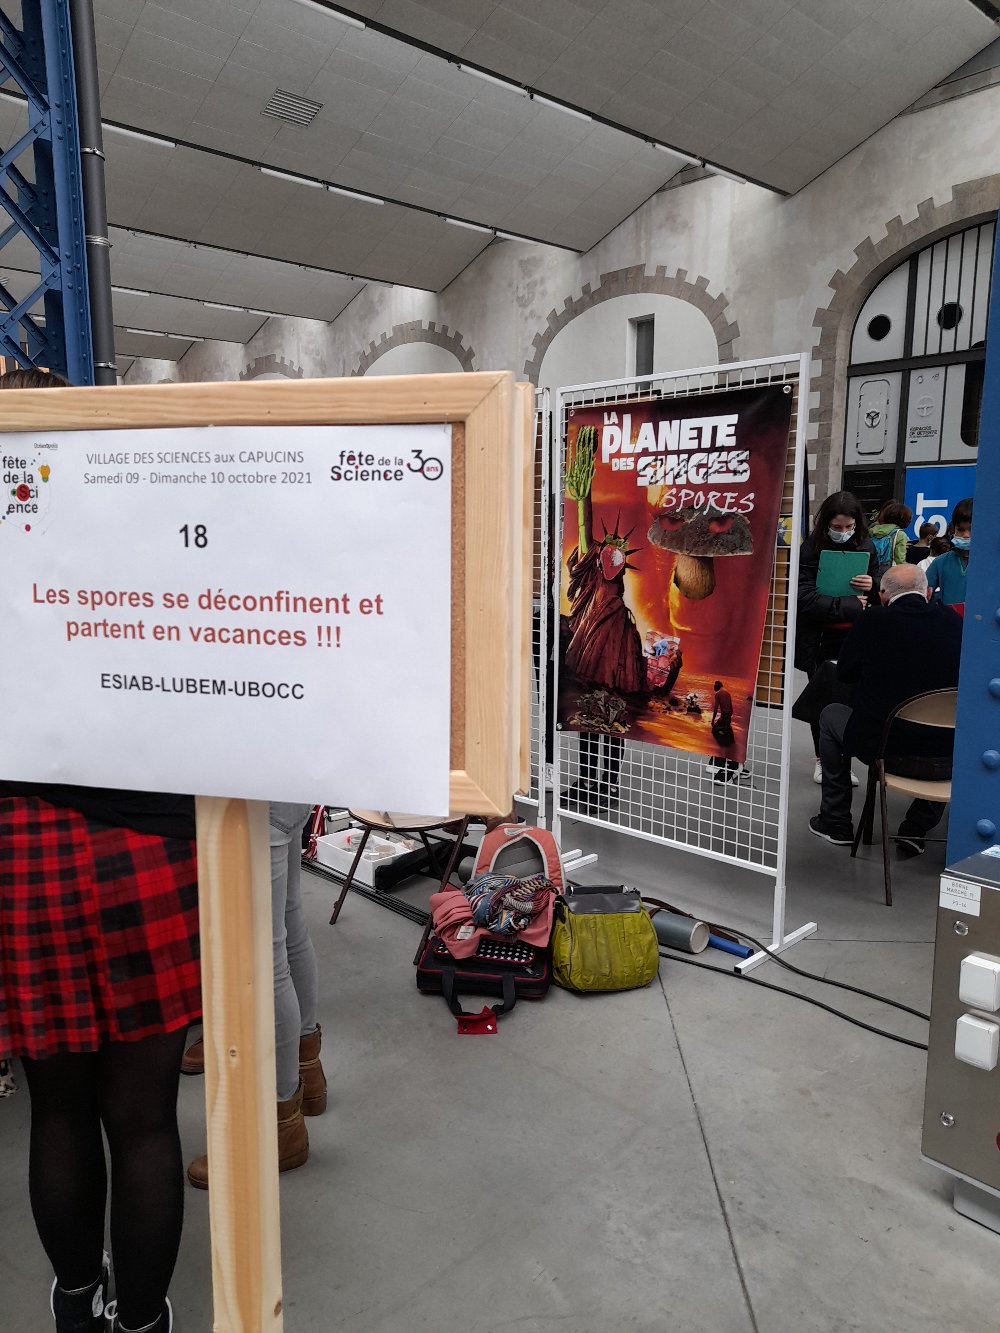 fête
de la
Sci
ence
VILLAGE DES SCIENCES aux CAPUCINS
Samedi 09 - Dimanche 10 octobre 2021
fête de la
Science
30
ans
18
Les spores se déconfinent et
partent en vacances !!!
ESIAB-LUBEM-UBOCC
LA
PLANETE
DES SINGES
SPORES
ST
BORNE